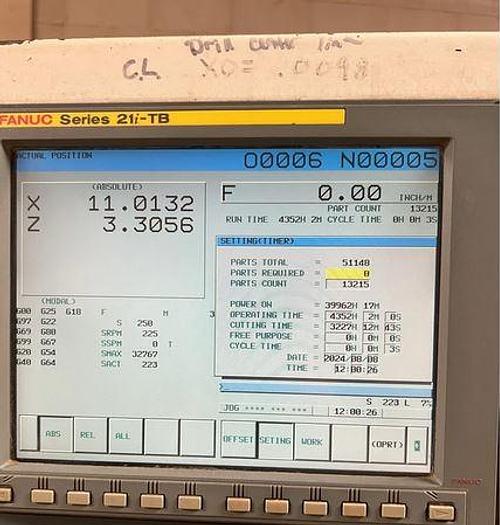 Drill center line
CL X0= .0098
FANUC Series 21i-TB
ACTUAL POSITION O0006 N00005
(ABSOLUTE)
X 11.0132
Z 3.3056
F 0.00 INCH/M
PART COUNT 13215
RUN TIME 4352H 2M CYCLE TIME 0H 0M 3S
SETTING(TIMER)
PARTS TOTAL = 51148
PARTS REQUIRED = 0
PARTS COUNT = 13215
POWER ON = 39962H 17M
OPERATING TIME = 4352H 2M 0S
CUTTING TIME = 3227H 12M 43S
FREE PURPOSE = 0H 0M 0S
CYCLE TIME = 0H 0M 3S
DATE = 2024/08/08
TIME = 12:00:26
(MODAL)
G00 G25 G18 F M 3
G97 G22 S 250
G69 G80 SRPM 225
G99 G67 SSPM 0 T
G20 G54 SMAX 32767
G40 G64 SACT 223
S 223 L 7%
JOG **** *** *** 12:00:26
ABS REL ALL
OFFSET SETING WORK (OPRT)
FANUC